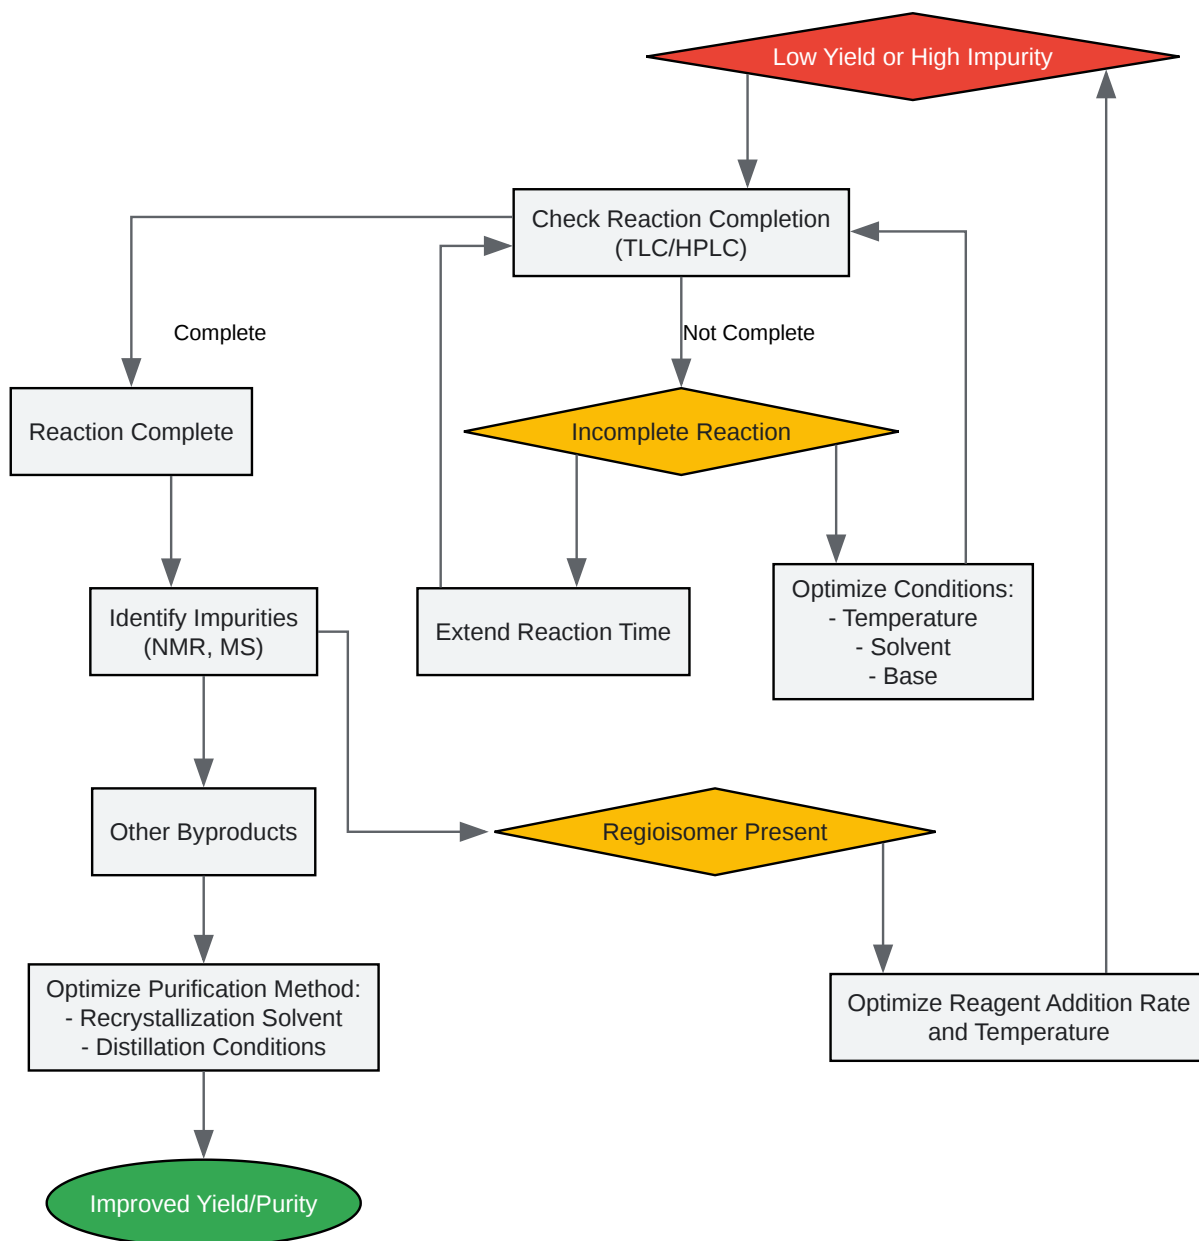 Low Yield or High Impurity
Check Reaction Completion
(TLC/HPLC)
Complete
Not Complete
Reaction Complete
Incomplete Reaction
Identify Impurities
(NMR, MS)
Extend Reaction Time
Optimize Conditions:
- Temperature
- Solvent
- Base
Other Byproducts
Regioisomer Present
Optimize Purification Method:
- Recrystallization Solvent
- Distillation Conditions
Optimize Reagent Addition Rate
and Temperature
Improved Yield/Purity